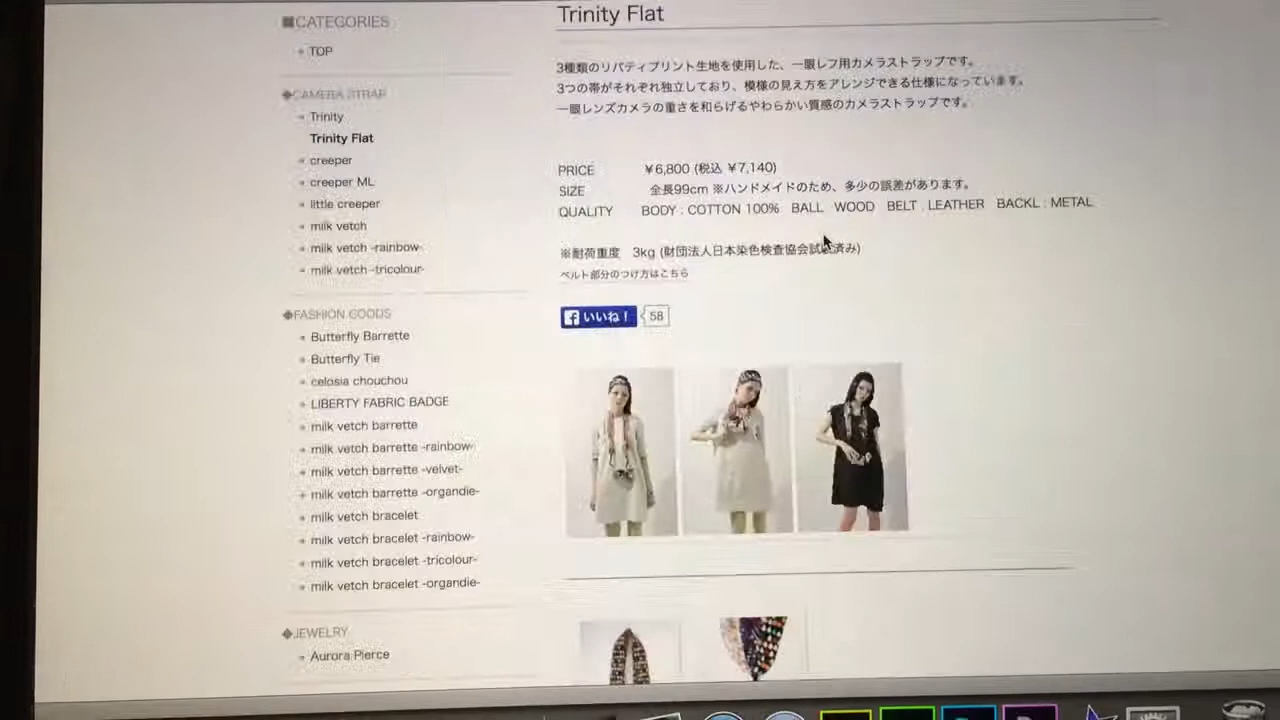 ■CATEGORIES
TOP
◆CAMERA STRAP
Trinity
Trinity Flat
creeper
creeper ML
little creeper
milk vetch
milk vetch -rainbow-
milk vetch -tricolour-
◆FASHION GOODS
Butterfly Barrette
Butterfly Tie
celosia chouchou
LIBERTY FABRIC BADGE
milk vetch barrette
milk vetch barrette -rainbow-
milk vetch barrette -velvet-
milk vetch barrette -organdie-
milk vetch bracelet
milk vetch bracelet -rainbow-
milk vetch bracelet -tricolour-
milk vetch bracelet -organdie-
◆JEWELRY
Aurora Pierce
Trinity Flat
3種類のリバティプリント生地を使用した、一眼レフ用カメラストラップです。
3つの帯がそれぞれ独立しており、模様の見え方をアレンジできる仕様になっています。
一眼レンズカメラの重さを和らげるやわらかい質感のカメラストラップです。
PRICE ￥6,800 (税込 ￥7,140)
SIZE 全長99cm ※ハンドメイドのため、多少の誤差があります。
QUALITY BODY : COTTON 100% BALL WOOD BELT . LEATHER BACKL : METAL
※耐荷重度 3kg (財団法人日本染色検査協会試験済み)
ベルト部分のつけ方はこちら
いいね！ 58